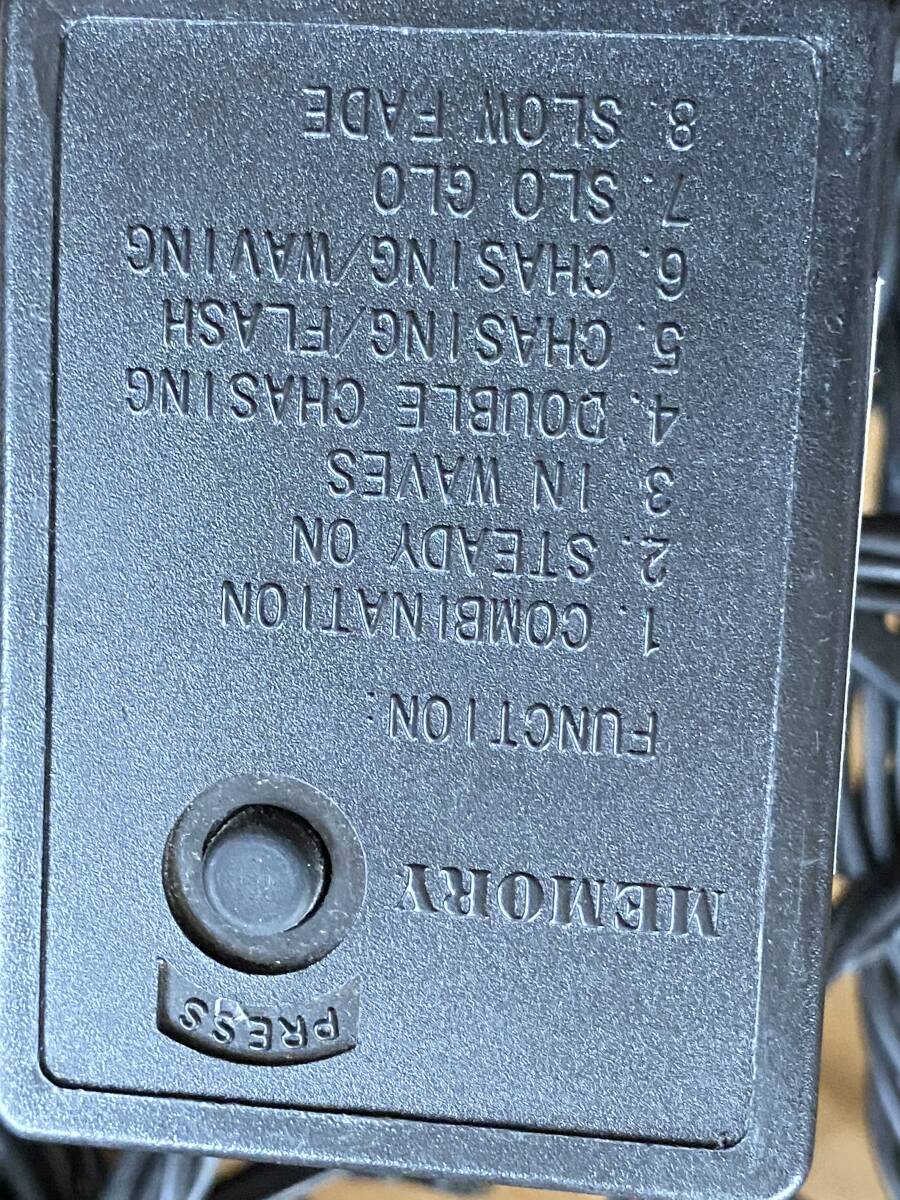 PRESS
MEMORY
FUNCTION:
1. COMBINATION
2. STEADY ON
3. IN WAVES
4. DOUBLE CHASING
5. CHASING/FLASH
6. CHASING/WAVING
7. SLO GLO
8. SLOW FADE